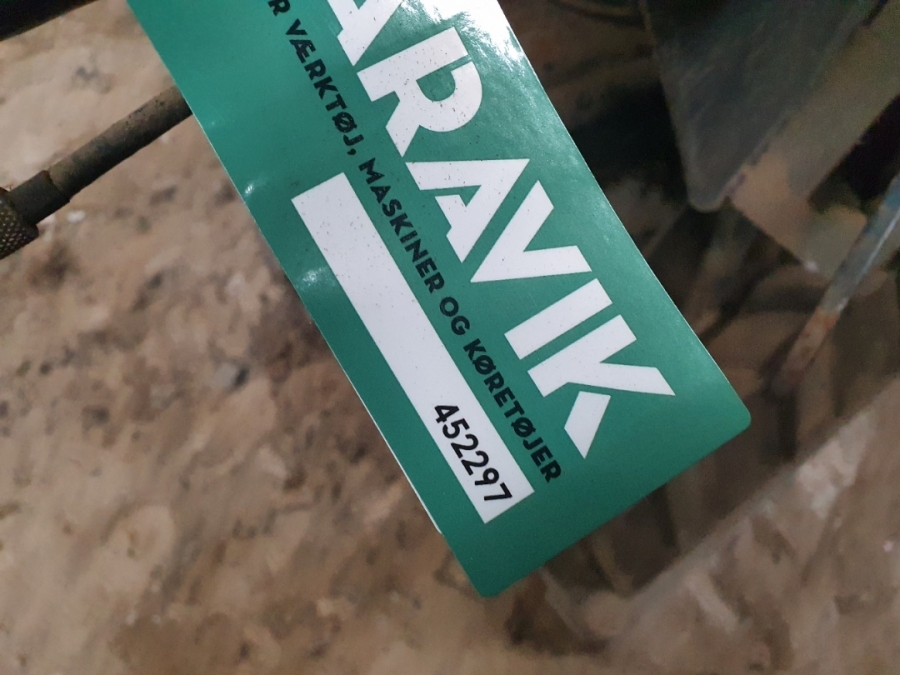 ARAVIK
R VÆRKTØJ, MASKINER OG KØRETØJER
452297